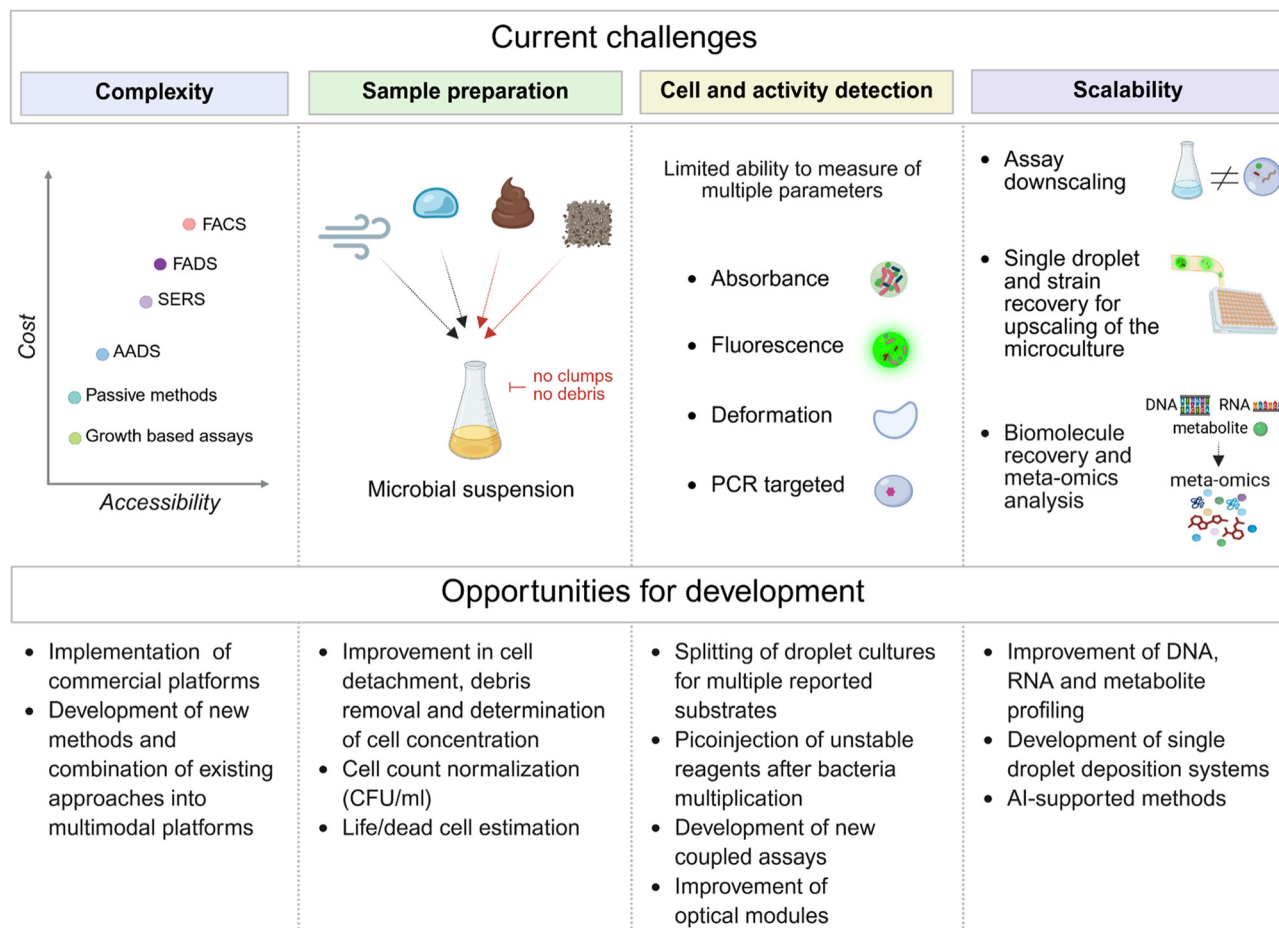 Current challenges
Complexity
Sample preparation
Cell and activity detection
Scalability
Cost
FACS
FADS
SERS
AADS
Passive methods
Growth based assays
Accessibility
no clumps
no debris
Microbial suspension
Limited ability to measure of
multiple parameters
• Absorbance
• Fluorescence
• Deformation
• PCR targeted
• Assay
downscaling
≠
• Single droplet
and strain
recovery for
upscaling of the
microculture
• Biomolecule
recovery and
meta-omics
analysis
DNA RNA
metabolite
meta-omics
Opportunities for development
• Implementation of
commercial platforms
• Development of new
methods and
combination of existing
approaches into
multimodal platforms
• Improvement in cell
detachment, debris
removal and determination
of cell concentration
• Cell count normalization
(CFU/ml)
• Life/dead cell estimation
• Splitting of droplet cultures
for multiple reported
substrates
• Picoinjection of unstable
reagents after bacteria
multiplication
• Development of new
coupled assays
• Improvement of
optical modules
• Improvement of DNA,
RNA and metabolite
profiling
• Development of single
droplet deposition systems
• AI-supported methods